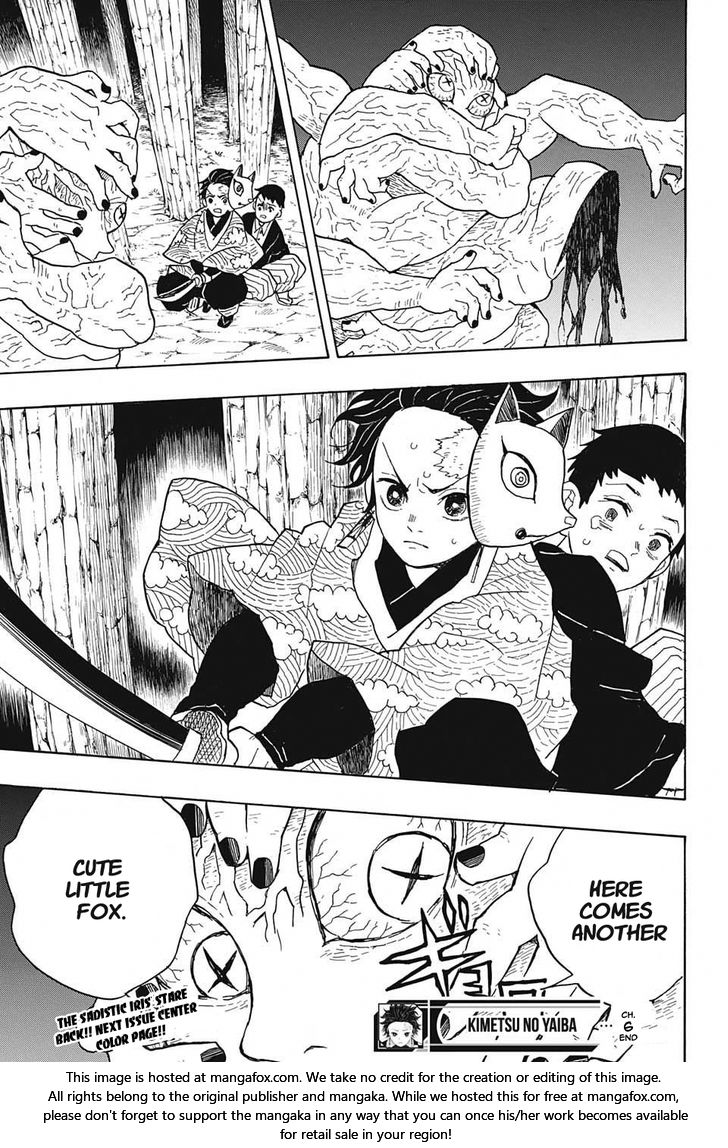 HERE
COMES
ANOTHER
CUTE
LITTLE
FOX.
THE SADISTIC IRIS STARE
BACK!! NEXT ISSUE CENTER
COLOR PAGE!!
KIMETSU NO YAIBA
CH.
6
END
This image is hosted at mangafox.com. We take no credit for the creation or editing of this image.
All rights belong to the original publisher and mangaka. While we hosted this for free at mangafox.com,
please don't forget to support the mangaka in any way that you can once his/her work becomes available
for retail sale in your region!